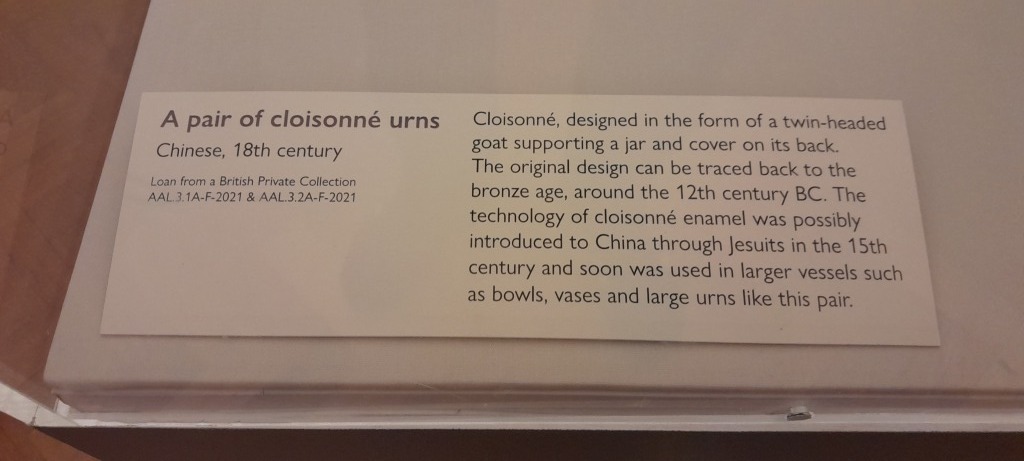 A pair of cloisonné urns
Chinese, 18th century
Loan from a British Private Collection
AAL.3.1A-F-2021 & AAL.3.2A-F-2021
Cloisonné, designed in the form of a twin-headed
goat supporting a jar and cover on its back.
The original design can be traced back to the
bronze age, around the 12th century BC. The
technology of cloisonné enamel was possibly
introduced to China through Jesuits in the 15th
century and soon was used in larger vessels such
as bowls, vases and large urns like this pair.